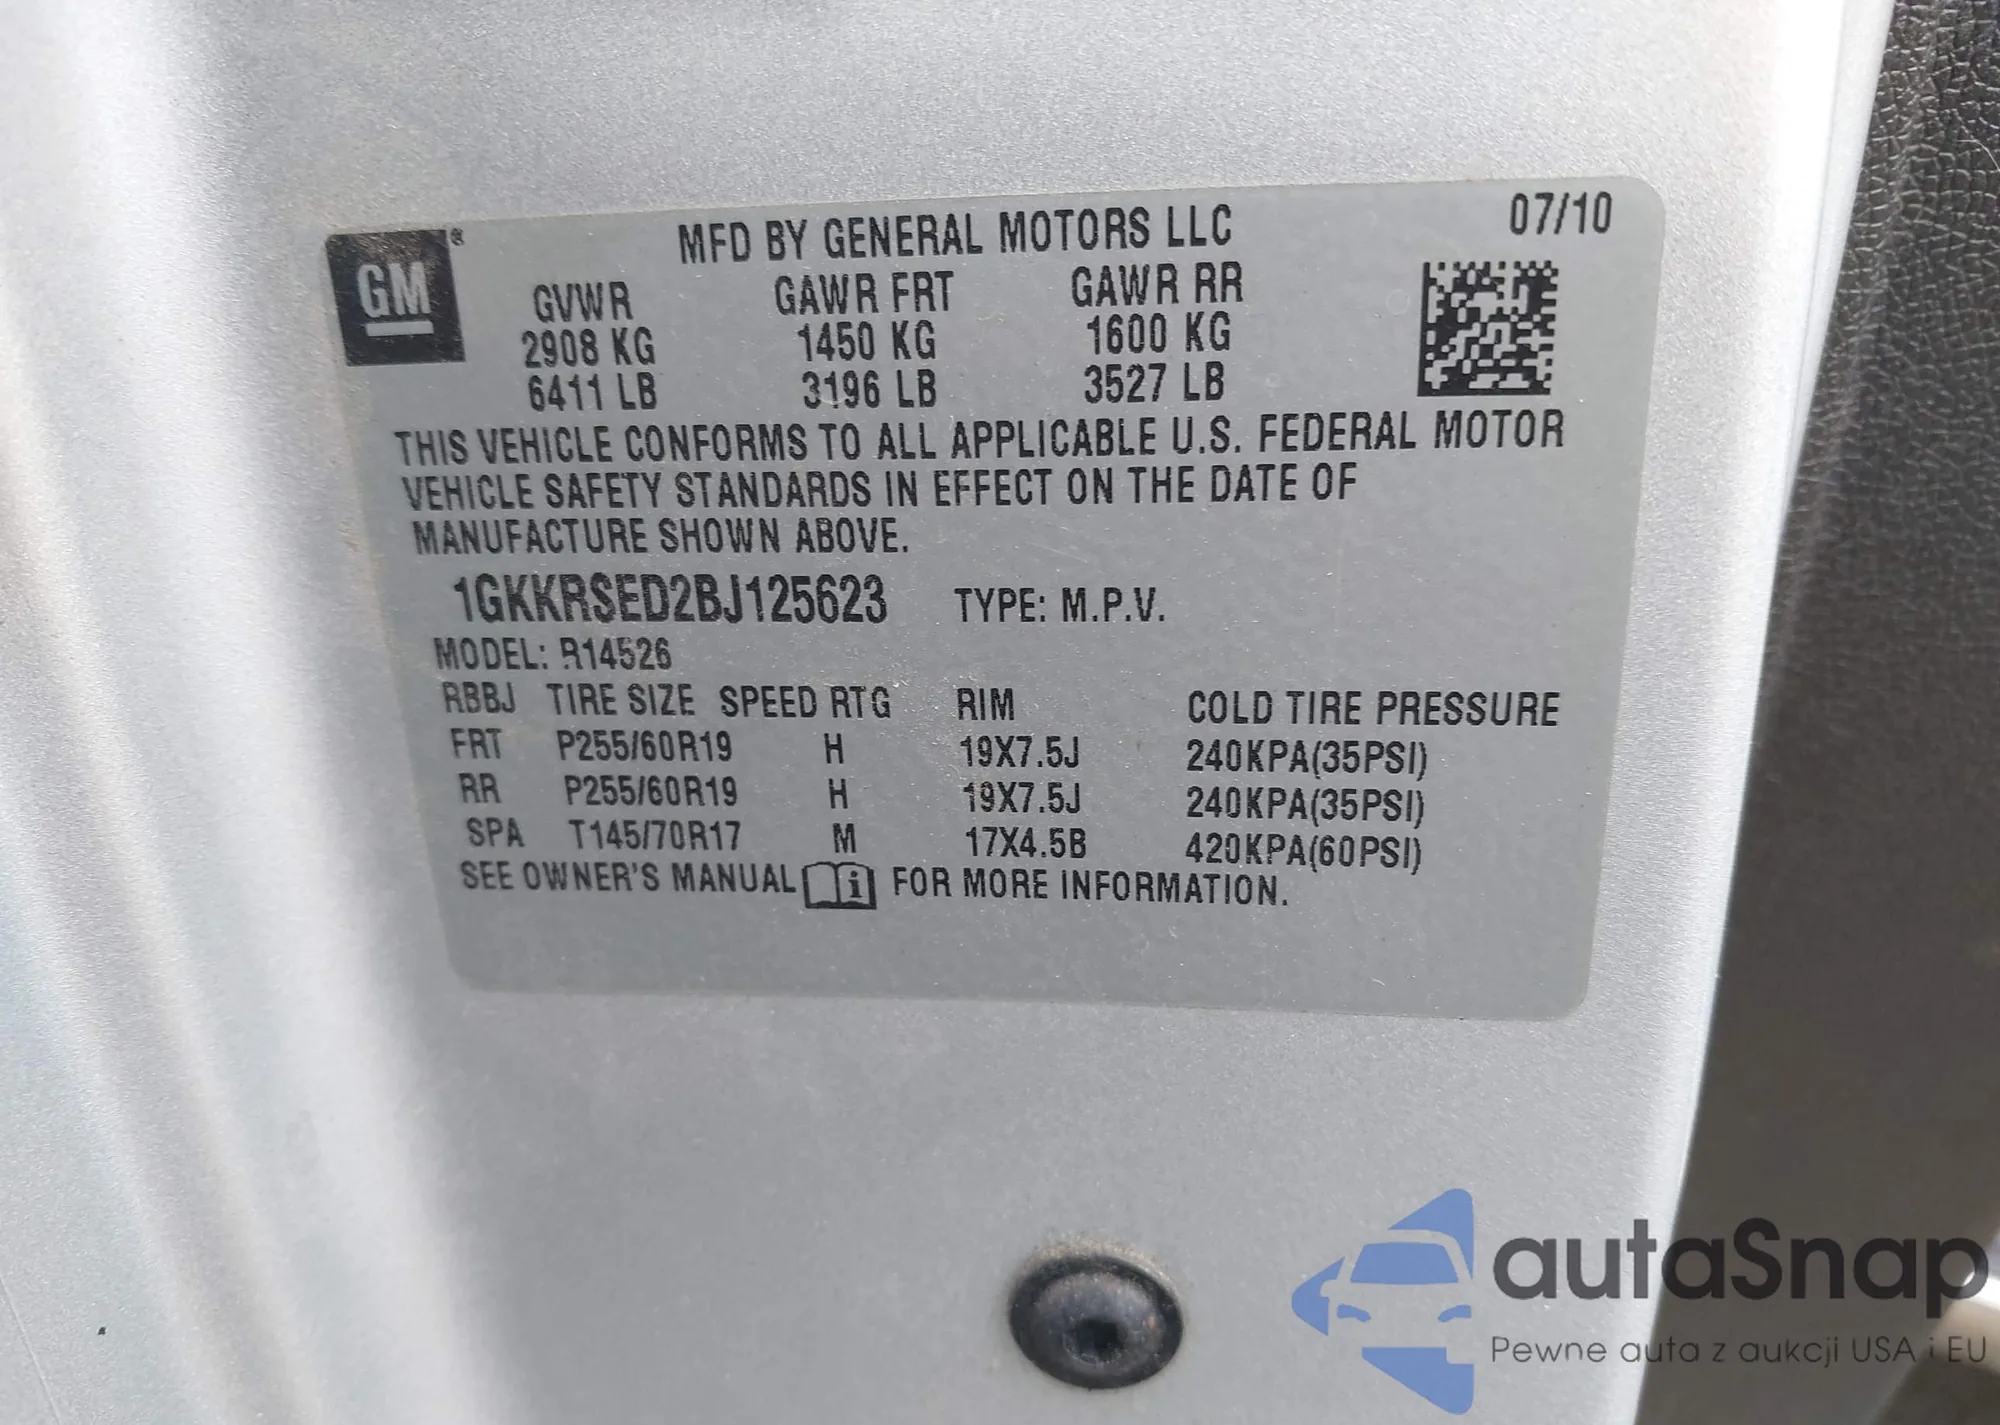 GM®
MFD BY GENERAL MOTORS LLC 07/10
GVWR GAWR FRT GAWR RR
2908 KG 1450 KG 1600 KG
6411 LB 3196 LB 3527 LB
THIS VEHICLE CONFORMS TO ALL APPLICABLE U.S. FEDERAL MOTOR
VEHICLE SAFETY STANDARDS IN EFFECT ON THE DATE OF
MANUFACTURE SHOWN ABOVE.
1GKKRSED2BJ125623 TYPE: M.P.V.
MODEL: R14526
RBBJ TIRE SIZE SPEED RTG RIM COLD TIRE PRESSURE
FRT P255/60R19 H 19X7.5J 240KPA(35PSI)
RR P255/60R19 H 19X7.5J 240KPA(35PSI)
SPA T145/70R17 M 17X4.5B 420KPA(60PSI)
SEE OWNER'S MANUAL i FOR MORE INFORMATION.
autaSnap
Pewne auta z aukcji USA i EU